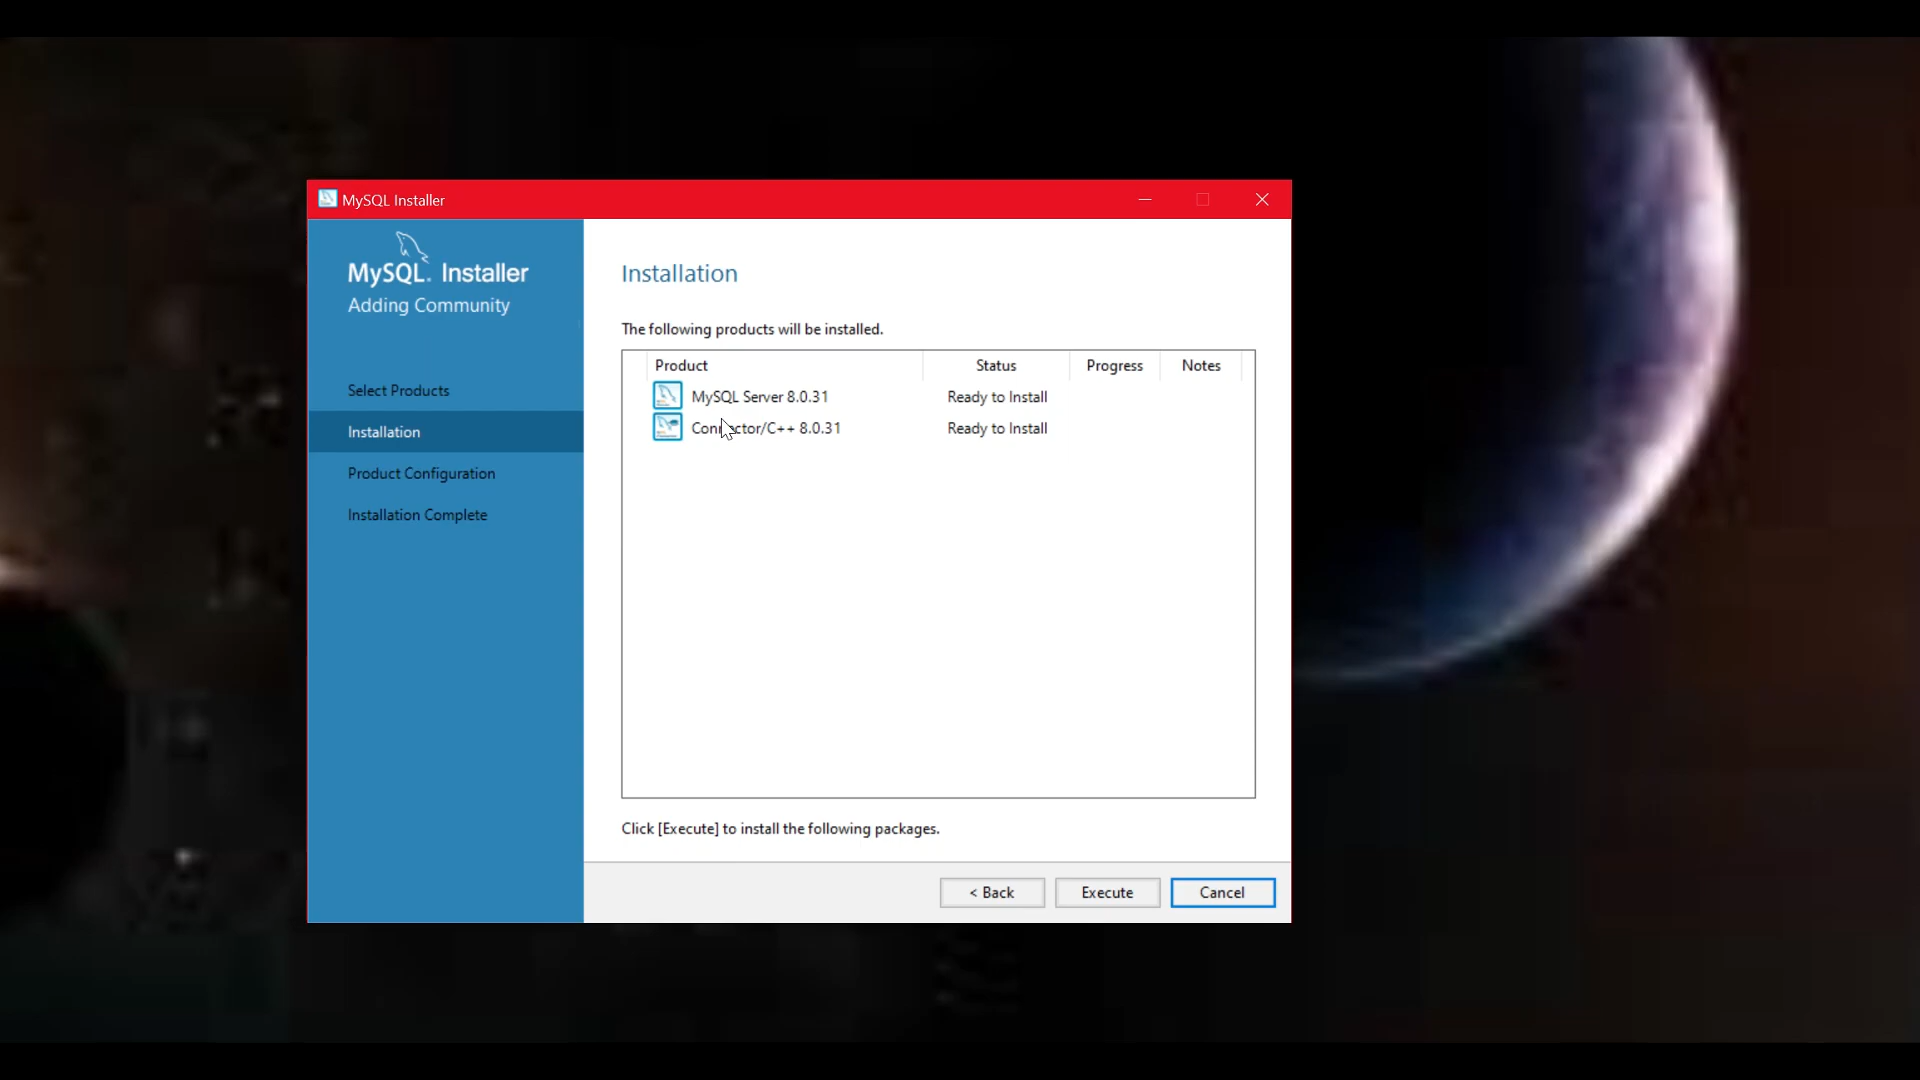 MySQL Installer
MySQL. Installer
Adding Community
Select Products
Installation
Product Configuration
Installation Complete
Installation
The following products will be installed.
Product Status Progress Notes
MySQL Server 8.0.31 Ready to Install
Connector/C++ 8.0.31 Ready to Install
Click [Execute] to install the following packages.
< Back Execute Cancel